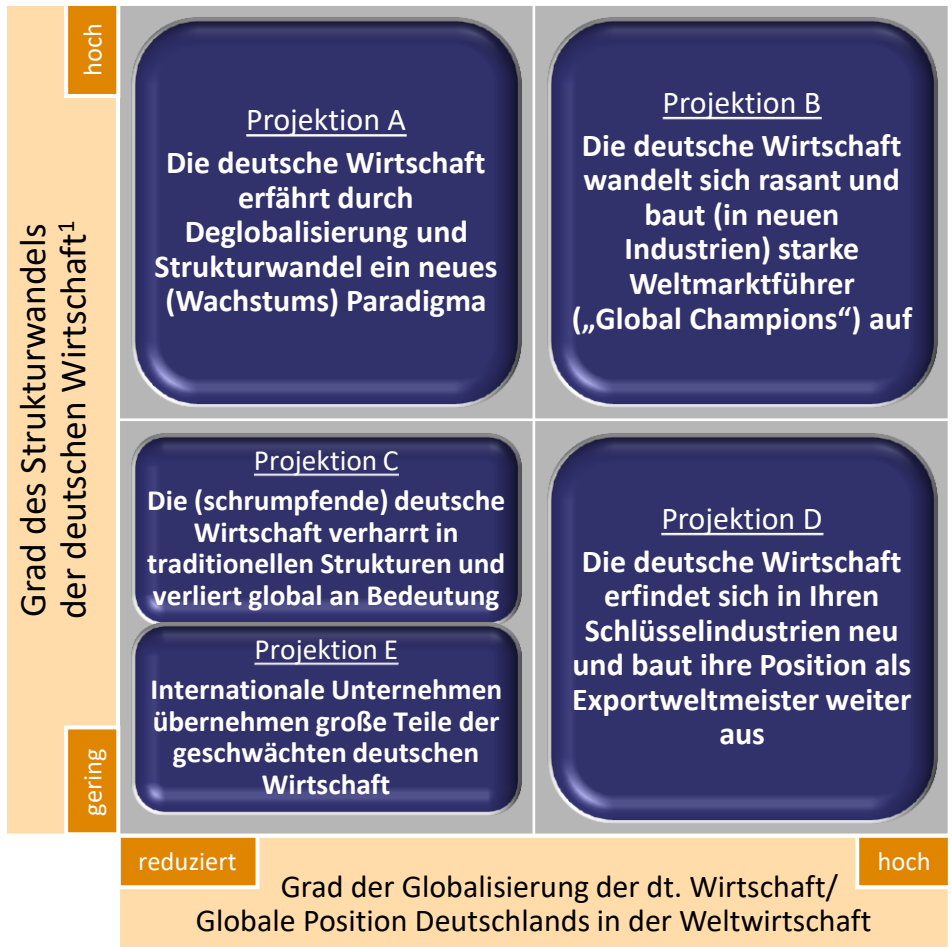 hoch
Grad des Strukturwandels
der deutschen Wirtschaft¹
gering
Projektion A
Die deutsche Wirtschaft
erfährt durch
Deglobalisierung und
Strukturwandel ein neues
(Wachstums) Paradigma
Projektion B
Die deutsche Wirtschaft
wandelt sich rasant und
baut (in neuen
Industrien) starke
Weltmarktführer
(„Global Champions“) auf
Projektion C
Die (schrumpfende) deutsche
Wirtschaft verharrt in
traditionellen Strukturen und
verliert global an Bedeutung
Projektion E
Internationale Unternehmen
übernehmen große Teile der
geschwächten deutschen
Wirtschaft
Projektion D
Die deutsche Wirtschaft
erfindet sich in Ihren
Schlüsselindustrien neu
und baut ihre Position als
Exportweltmeister weiter
aus
reduziert
hoch
Grad der Globalisierung der dt. Wirtschaft/
Globale Position Deutschlands in der Weltwirtschaft